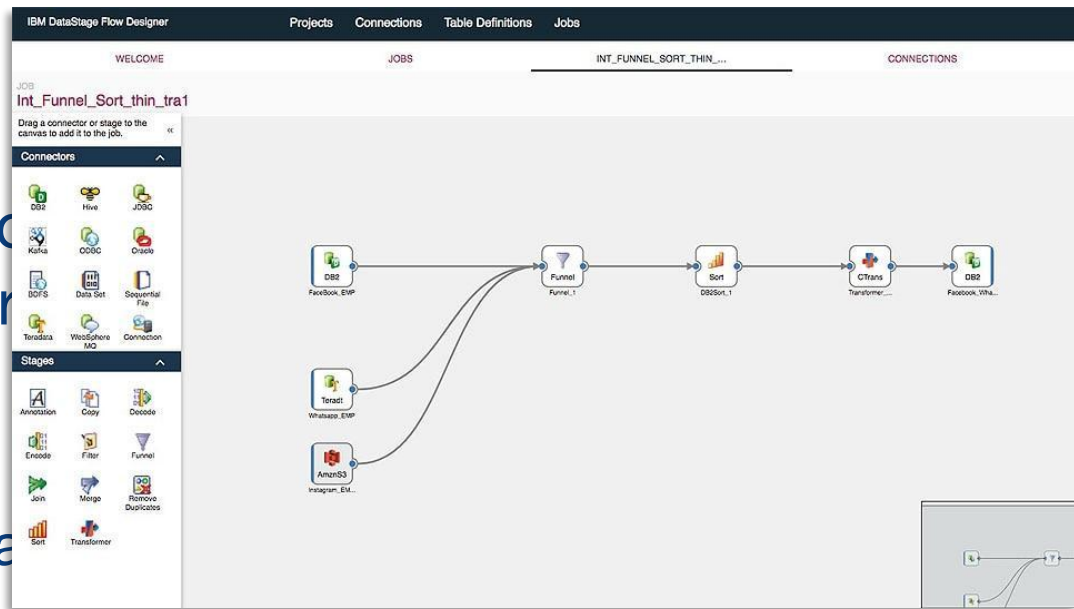 IBM DataStage Flow Designer Projects Connections Table Definitions Jobs
WELCOME JOBS INT_FUNNEL_SORT_THIN_... CONNECTIONS
JOB
Int_Funnel_Sort_thin_tra1
Drag a connector or stage to the
canvas to add it to the job. «
Connectors
DB2 Hive JDBC
Kafka ODBC Oracle
BDFS Data Set Sequential
File
Teradata WebSphere
MQ Connection
Stages
Annotation Copy Decode
Encode Filter Funnel
Join Merge Remove
Duplicates
Sort Transformer
DB2 Funnel Sort CTrans DB2
FaceBook_EMP Funnel_1 DB2Sort_1 Transformer_... Facebook_Wha...
Teradt
Whatsapp_EMP
AmznS3
Instagram_EM...